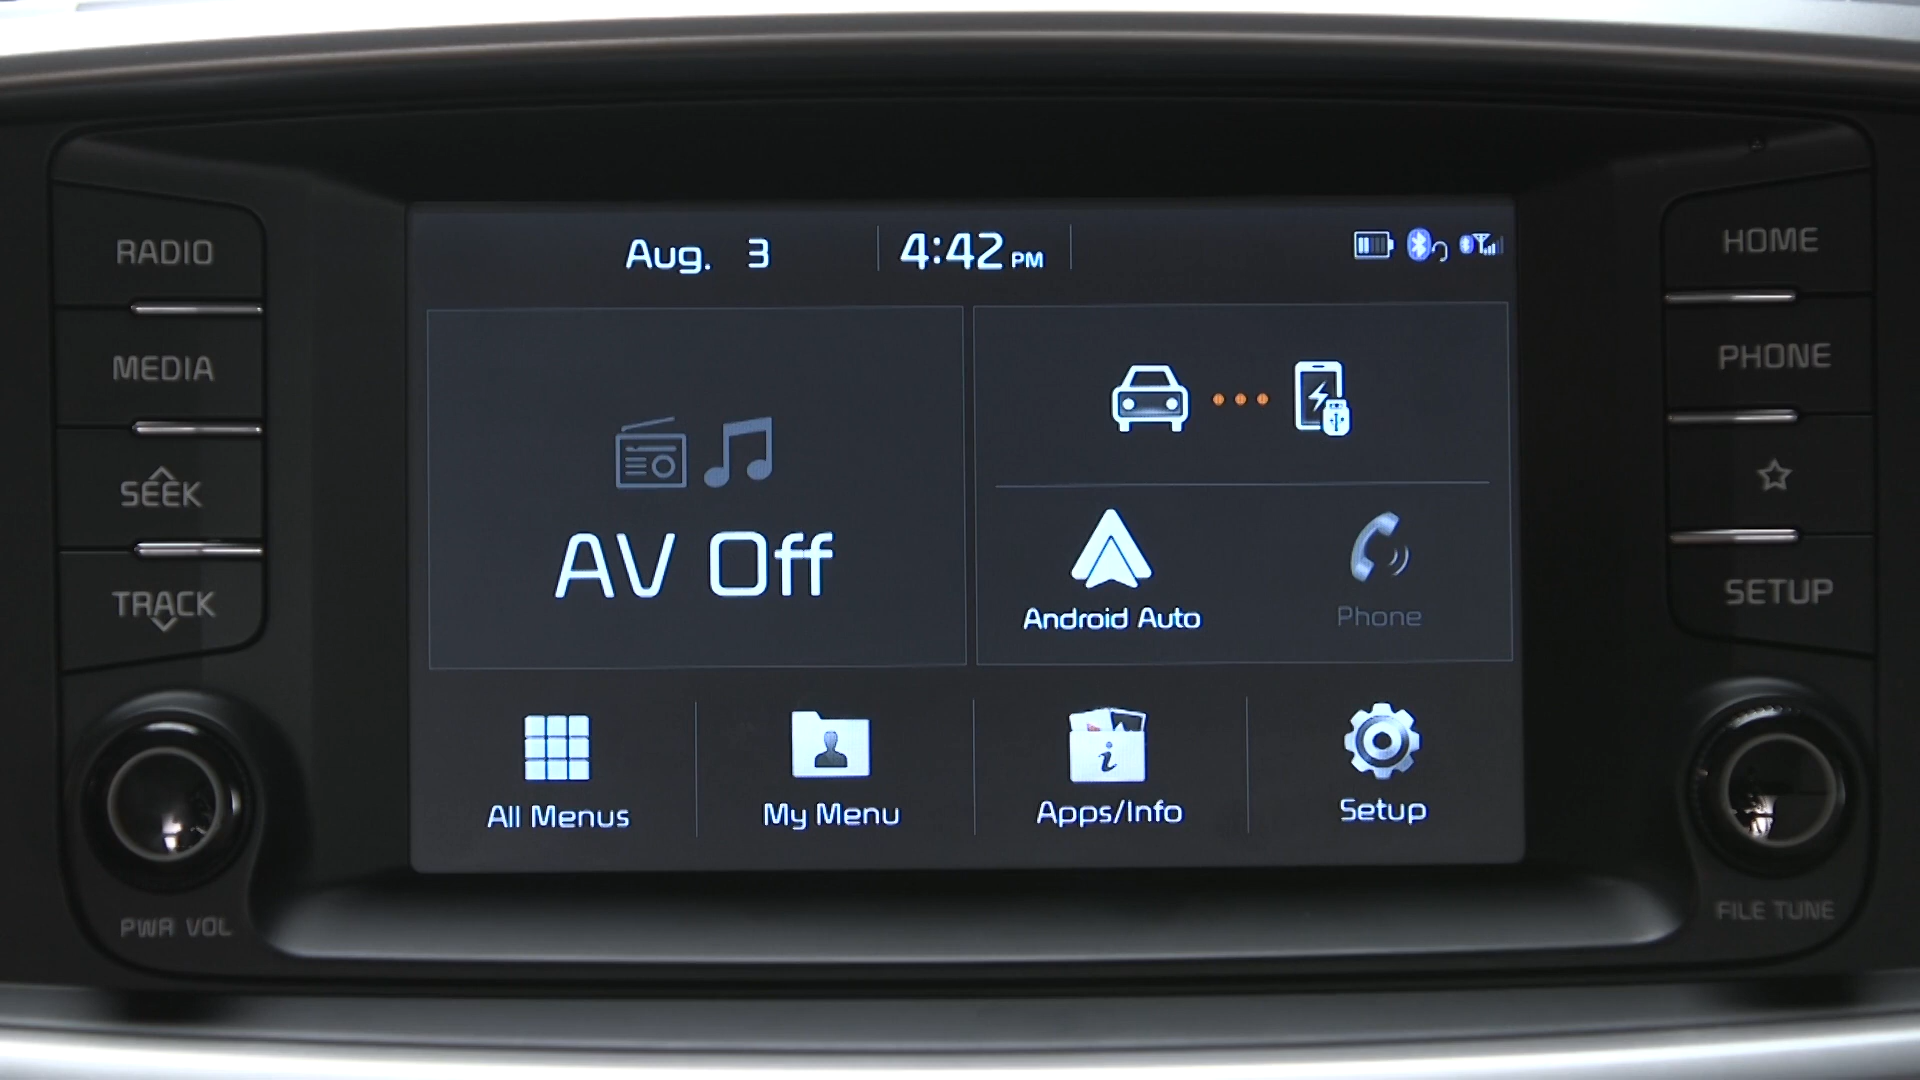 RADIO
MEDIA
SEEK
TRACK
PWR VOL
Aug. 3
4:42 PM
AV Off
Android Auto
Phone
All Menus
My Menu
Apps/Info
Setup
HOME
PHONE
SETUP
FILE TUNE